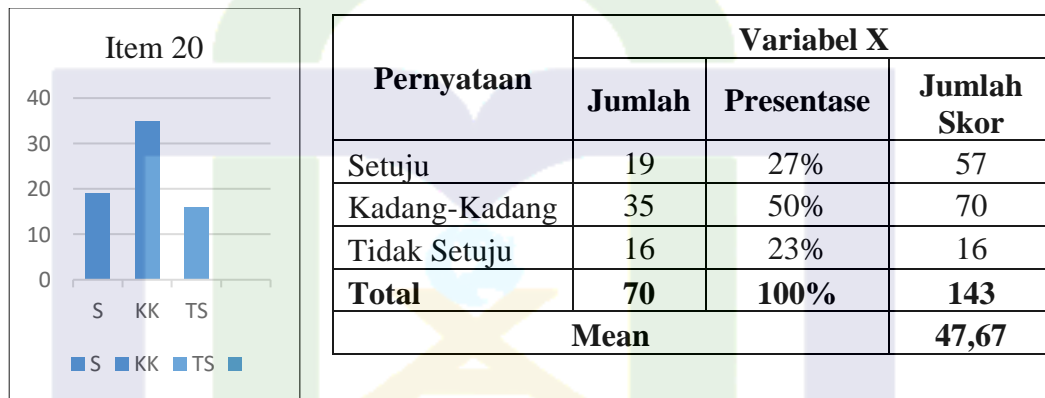 Item 20
40
30
20
10
0
S KK TS
S KK TS
Pernyataan Variabel X
Jumlah Presentase Jumlah Skor
Setuju 19 27% 57
Kadang-Kadang 35 50% 70
Tidak Setuju 16 23% 16
Total 70 100% 143
Mean 47,67